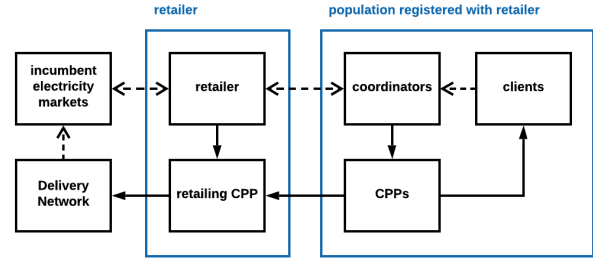 retailer
population registered with retailer
incumbent
electricity
markets
retailer
coordinators
clients
Delivery
Network
retailing CPP
CPPs